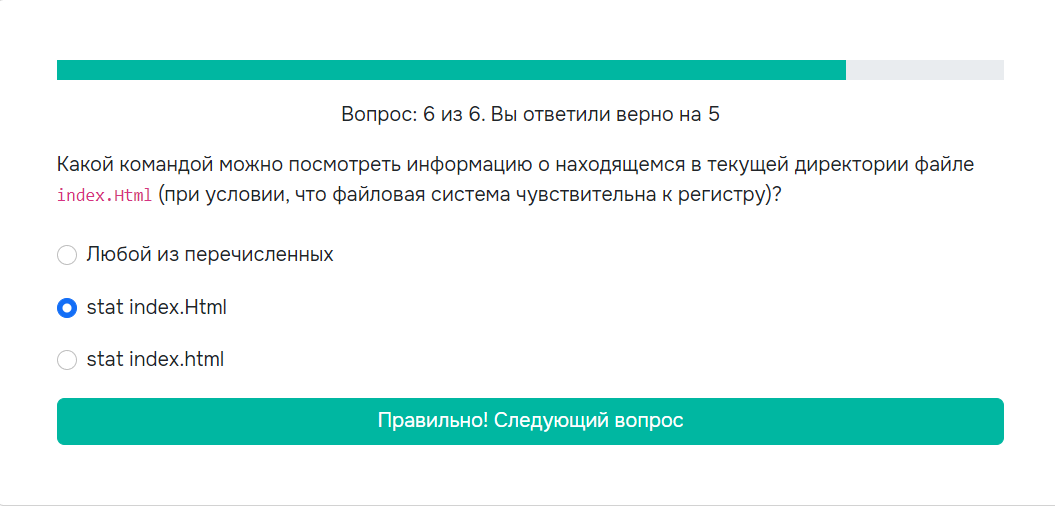 Вопрос: 6 из 6. Вы ответили верно на 5
Какой командой можно посмотреть информацию о находящемся в текущей директории файле
index.Html (при условии, что файловая система чувствительна к регистру)?
Любой из перечисленных
stat index.Html
stat index.html
Правильно! Следующий вопрос